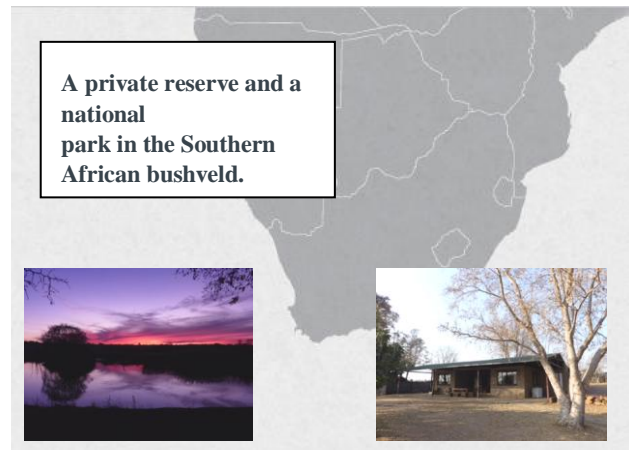 A private reserve and a
national
park in the Southern
African bushveld.